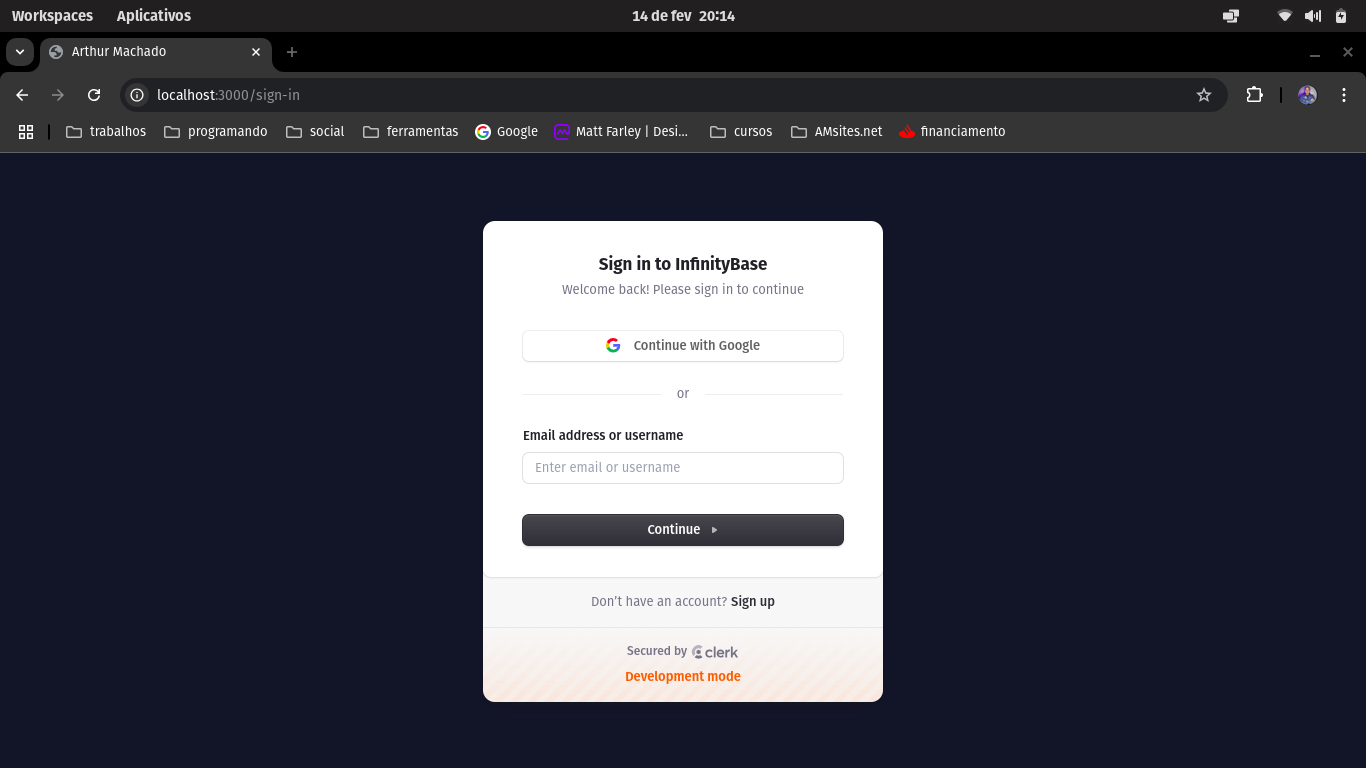 Workspaces Aplicativos 14 de fev 20:14
Arthur Machado
localhost:3000/sign-in
trabalhos programando social ferramentas Google Matt Farley | Desi... cursos AMsites.net financiamento
Sign in to InfinityBase
Welcome back! Please sign in to continue
Continue with Google
or
Email address or username
Enter email or username
Continue
Don't have an account? Sign up
Secured by clerk
Development mode